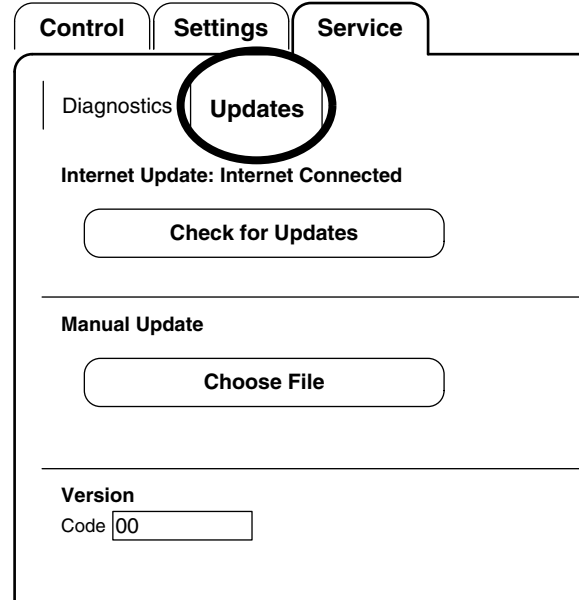 Control Settings Service
Diagnostics Updates
Internet Update: Internet Connected
Check for Updates
Manual Update
Choose File
Version
Code 00